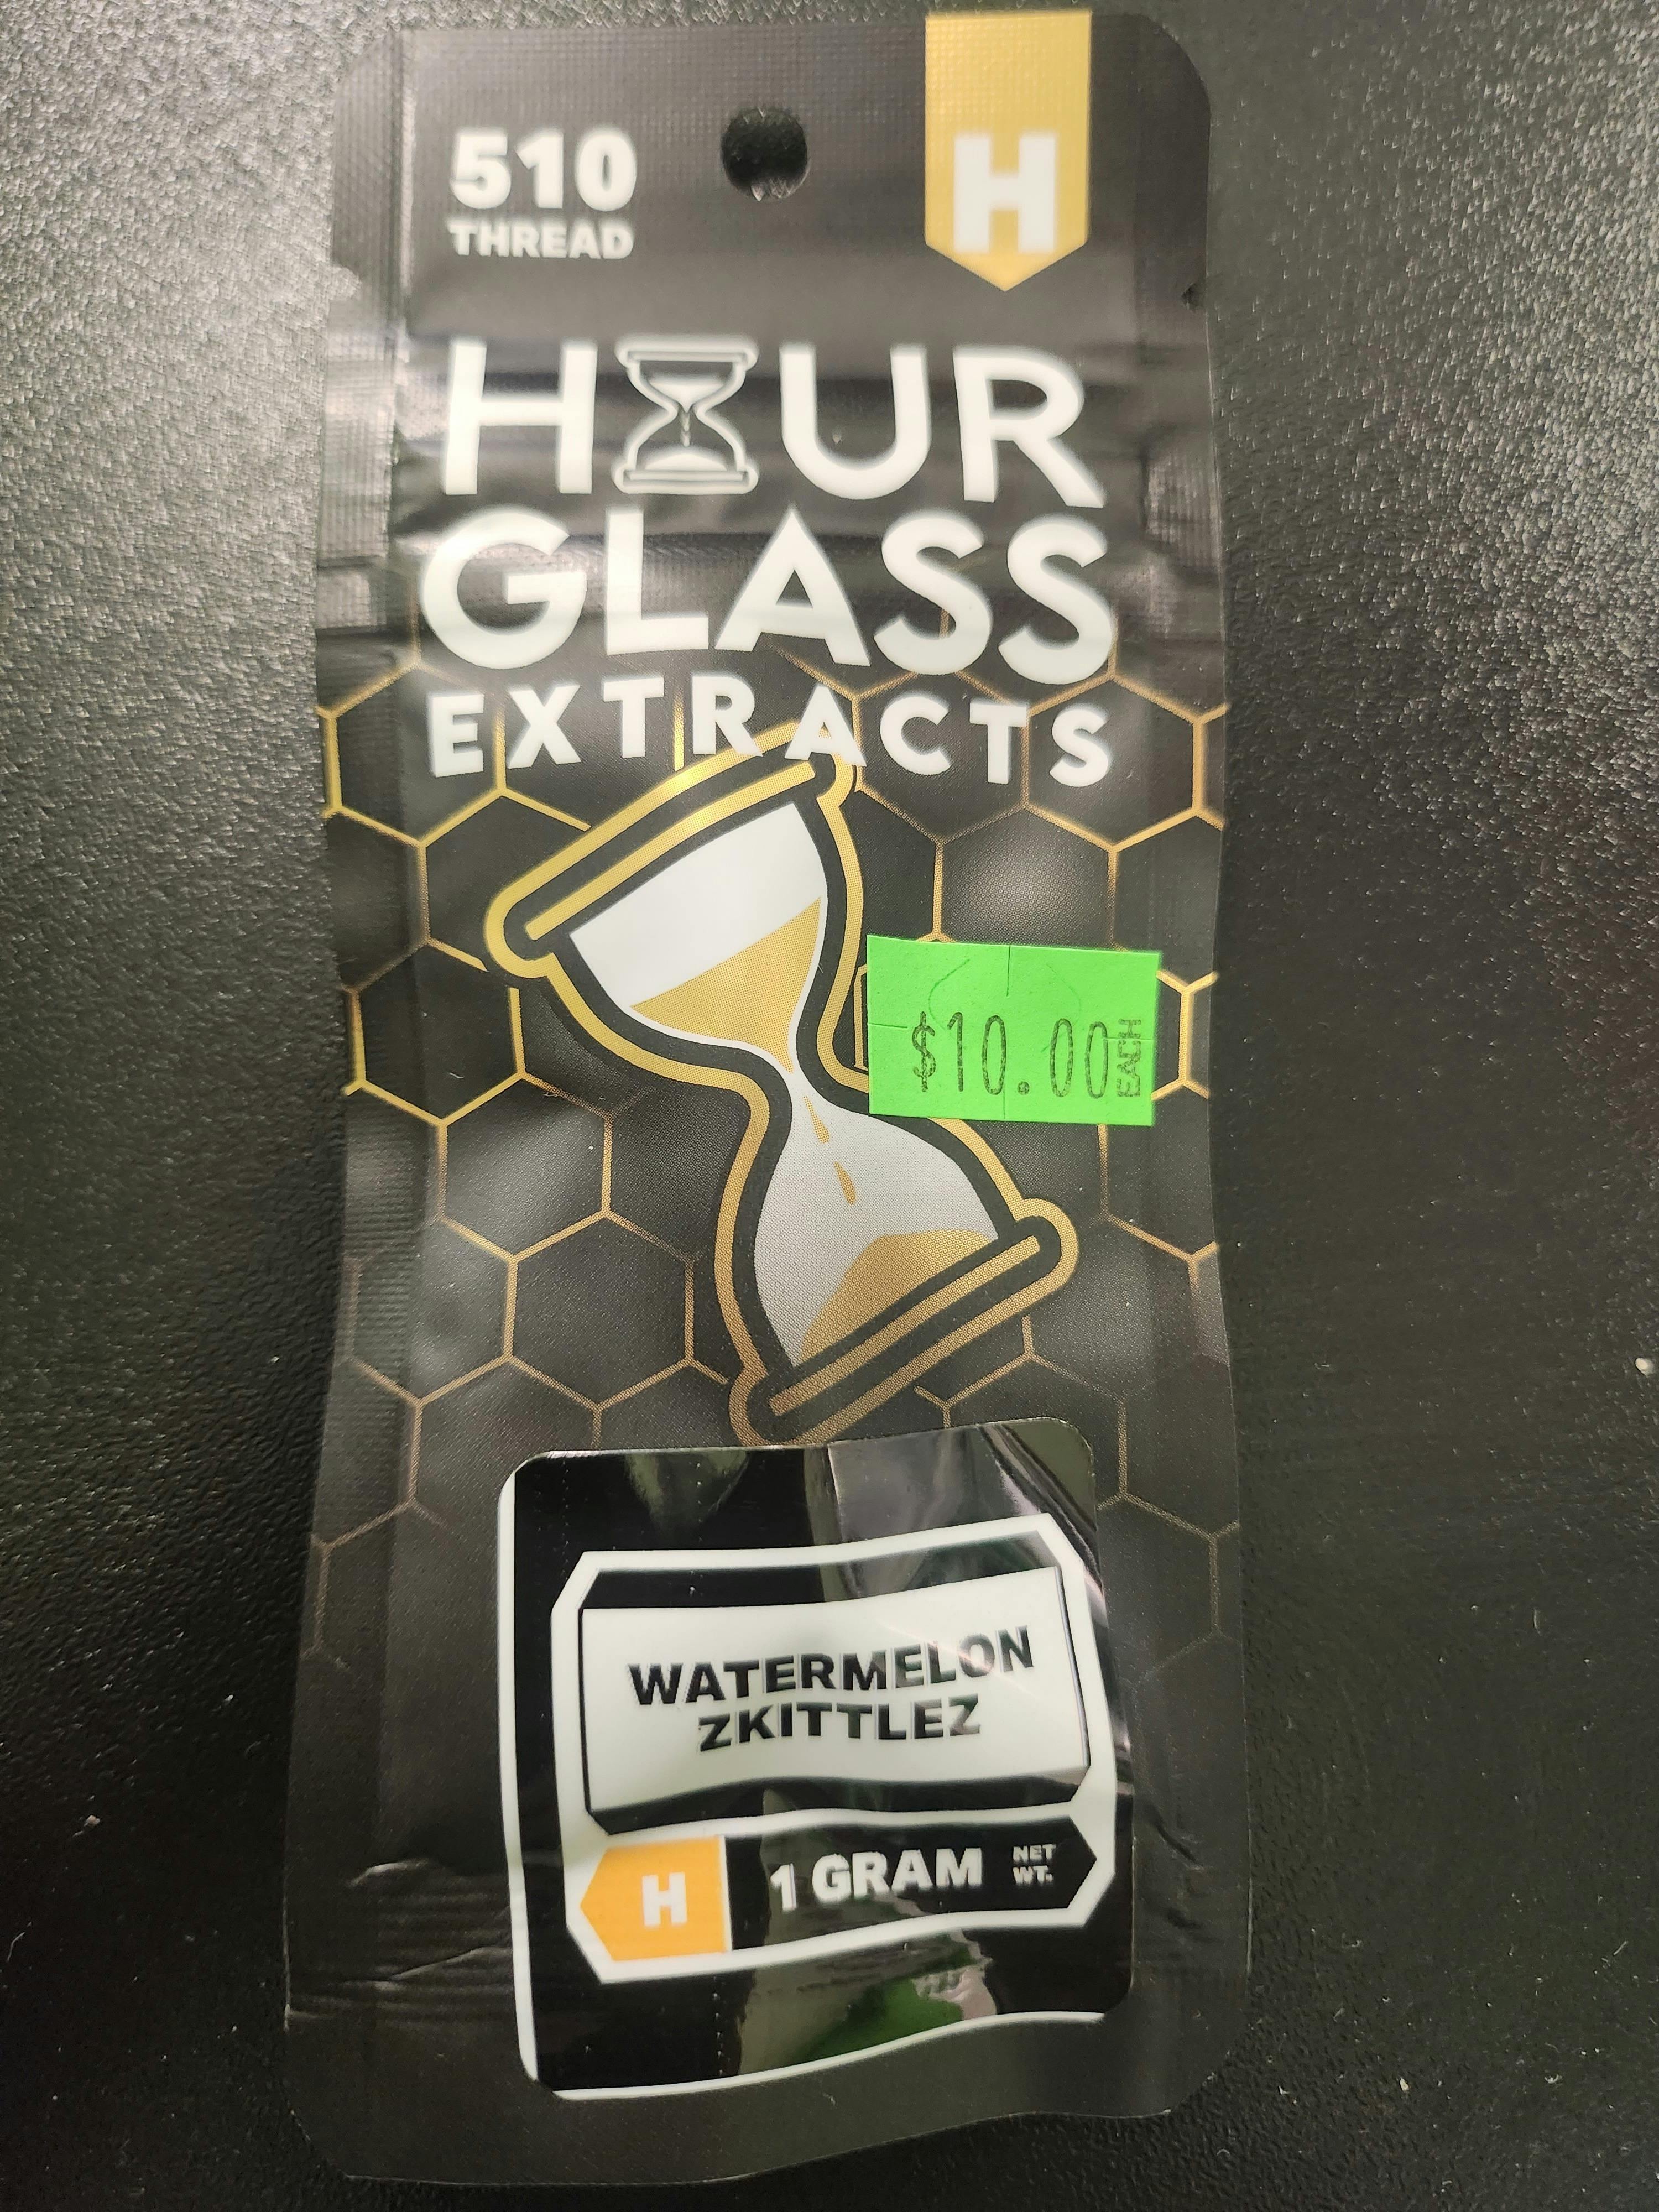 510
THREAD
H
HOUR
GLASS
EXTRACTS
$10.00 EACH
WATERMELON
ZKITTLEZ
H
1 GRAM NET WT.